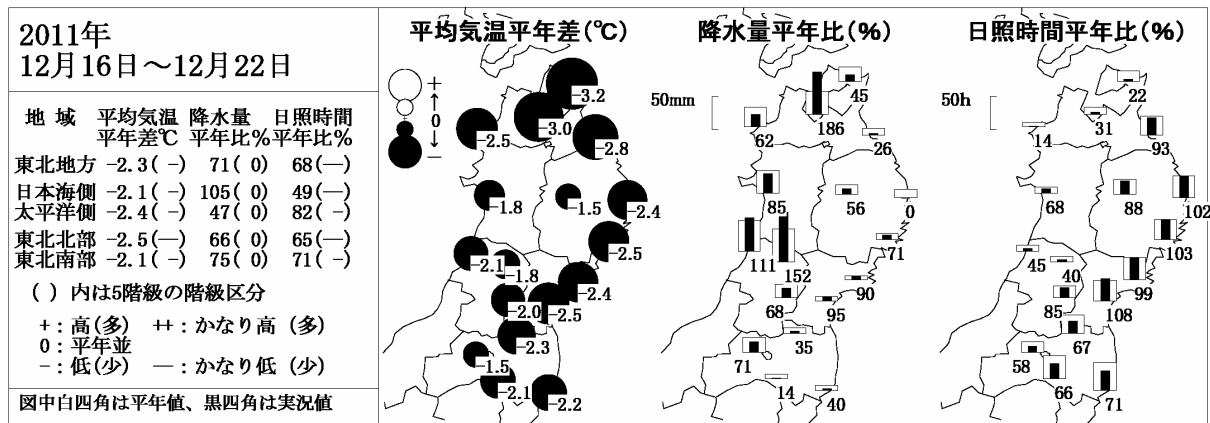 2011年
12月16日～12月22日
地 域 平均気温 降水量 日照時間
平年差℃ 平年比% 平年比%
東北地方 -2.3( -) 71( 0) 68(—)
日本海側 -2.1( -) 105( 0) 49(—)
太平洋側 -2.4( -) 47( 0) 82( -)
東北北部 -2.5(—) 66( 0) 65(—)
東北南部 -2.1( -) 75( 0) 71( -)
( ) 内は5階級の階級区分
+：高(多) ++：かなり高 (多)
0：平年並
-：低(少) —：かなり低 (少)
図中白四角は平年値、黒四角は実況値
平均気温平年差(℃)
+
↑
0
↓
-
-3.2
-3.0
-2.5
-2.8
-1.8
-1.5
-2.4
-2.5
-2.1
-1.8
-2.4
-2.0
-2.5
-2.3
-1.5
-2.1
-2.2
降水量平年比(%)
50mm
45
186
62
26
85
56
0
111
152
71
90
68
95
35
71
14
40
日照時間平年比(%)
50h
22
31
14
93
68
88
102
103
45
40
99
85
108
67
58
66
71